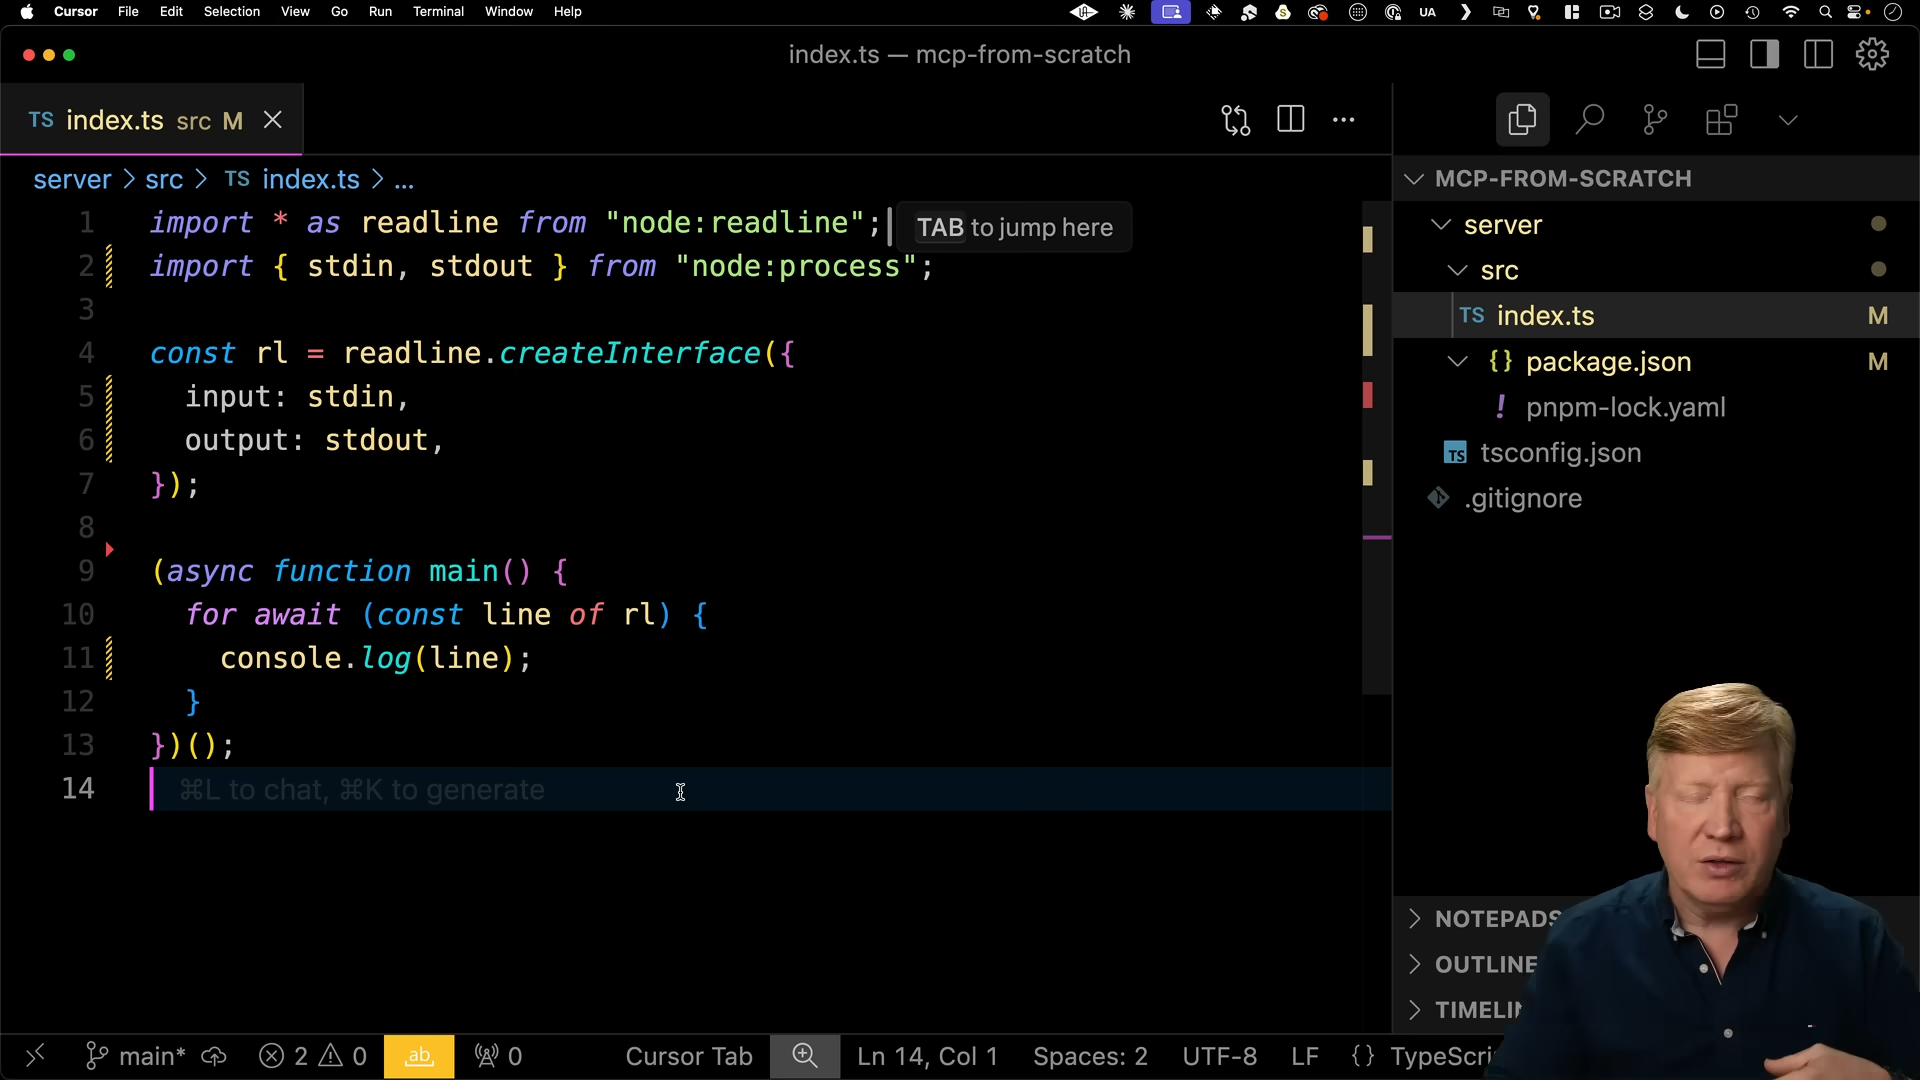 Cursor File Edit Selection View Go Run Terminal Window Help UA
index.ts — mcp-from-scratch
TS index.ts src M
server > src > TS index.ts > ...
1 import * as readline from "node:readline"; TAB to jump here
2 import { stdin, stdout } from "node:process";
3
4 const rl = readline.createInterface({
5 input: stdin,
6 output: stdout,
7 });
8
9 (async function main() {
10 for await (const line of rl) {
11 console.log(line);
12 }
13 })();
14 ⌘L to chat, ⌘K to generate
MCP-FROM-SCRATCH
server
src
TS index.ts M
{} package.json M
! pnpm-lock.yaml
TS tsconfig.json
.gitignore
NOTEPADS
OUTLINE
main* 2 0 ab 0 Cursor Tab Ln 14, Col 1 Spaces: 2 UTF-8 LF {}